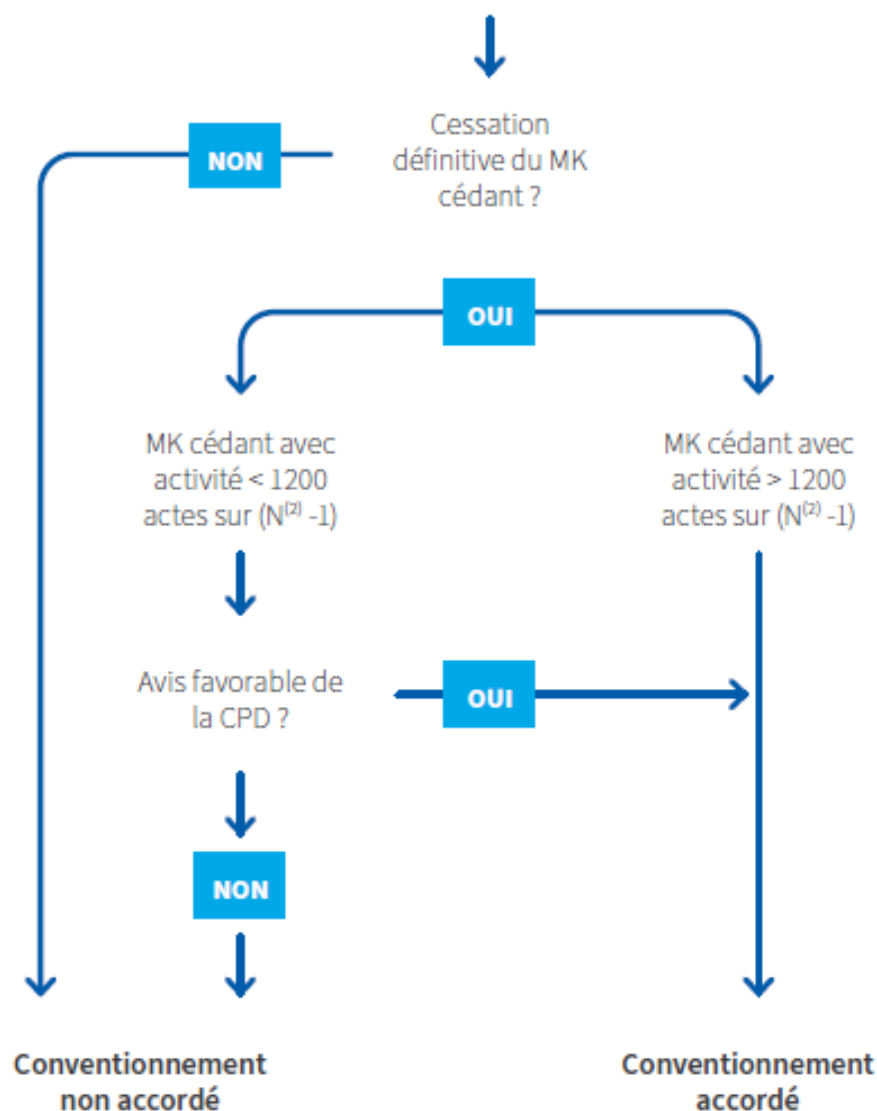 Cessation
définitive du MK
cédant ?
NON
OUI
MK cédant avec
activité < 1200
actes sur (N⁽²⁾ -1)
MK cédant avec
activité > 1200
actes sur (N⁽²⁾ -1)
Avis favorable de
la CPD ?
OUI
NON
Conventionnement
non accordé
Conventionnement
accordé